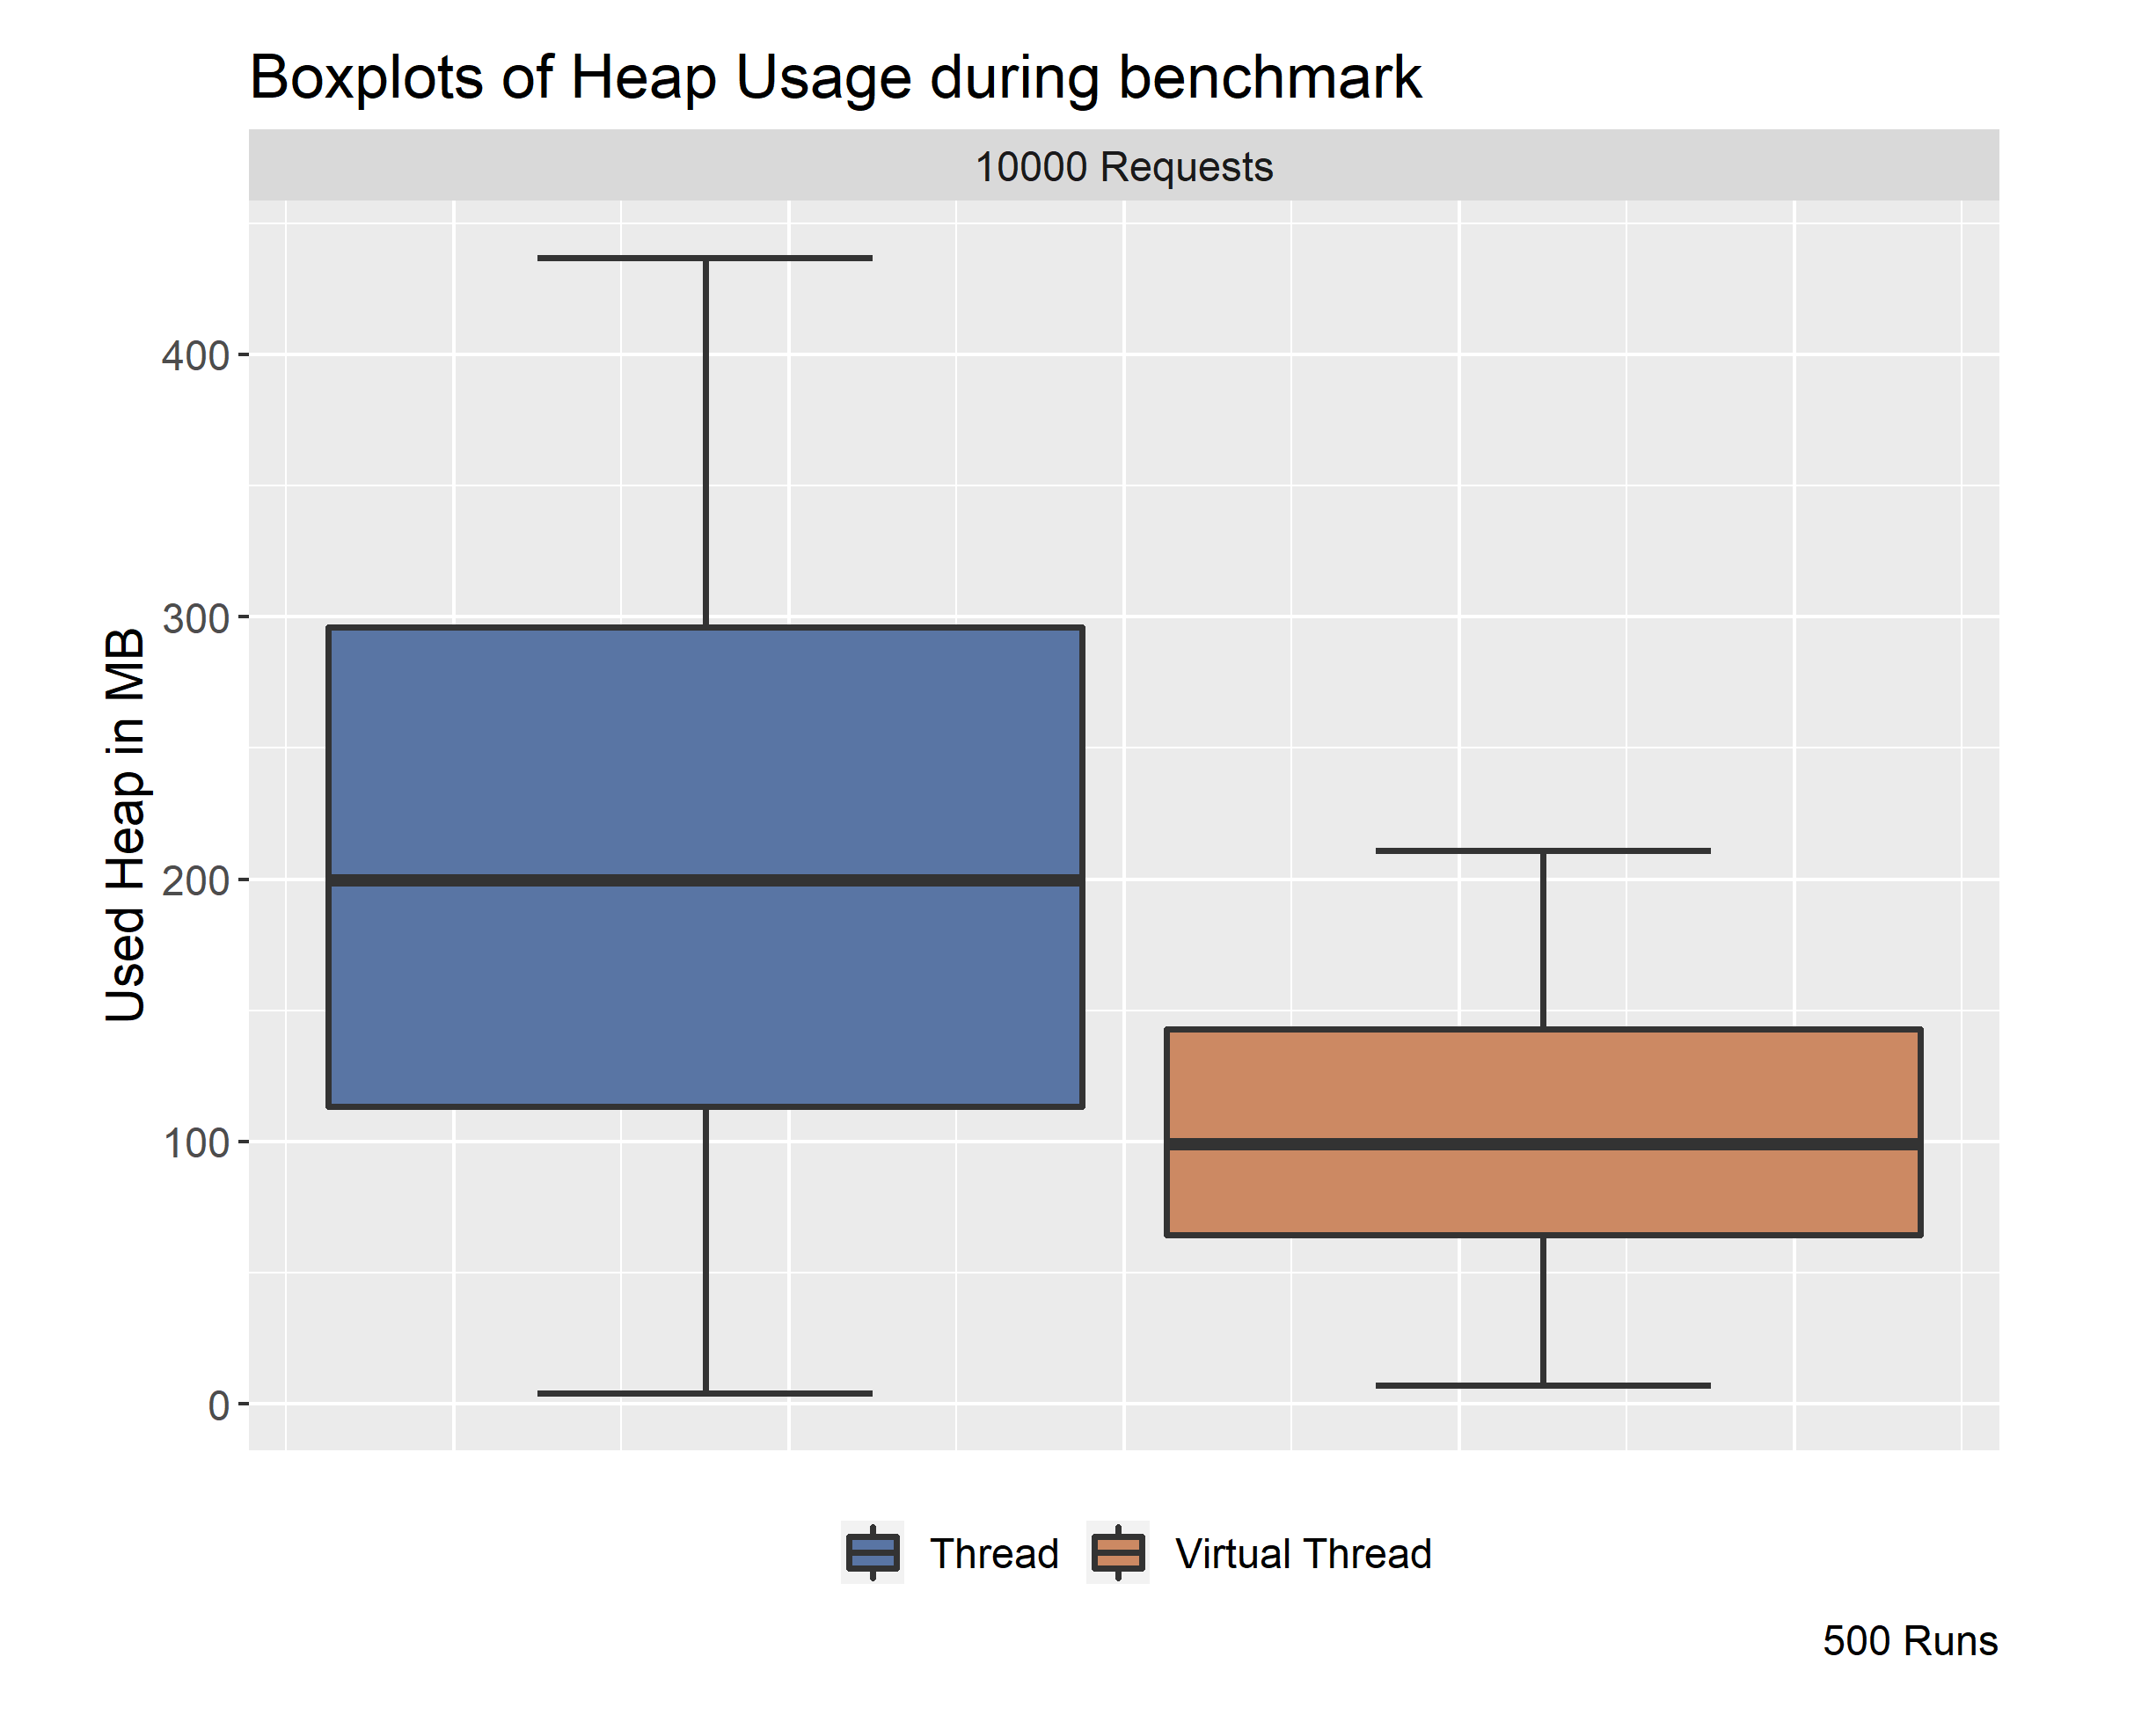 Boxplots of Heap Usage during benchmark
10000 Requests
Used Heap in MB
400
300
200
100
0
Thread
Virtual Thread
500 Runs